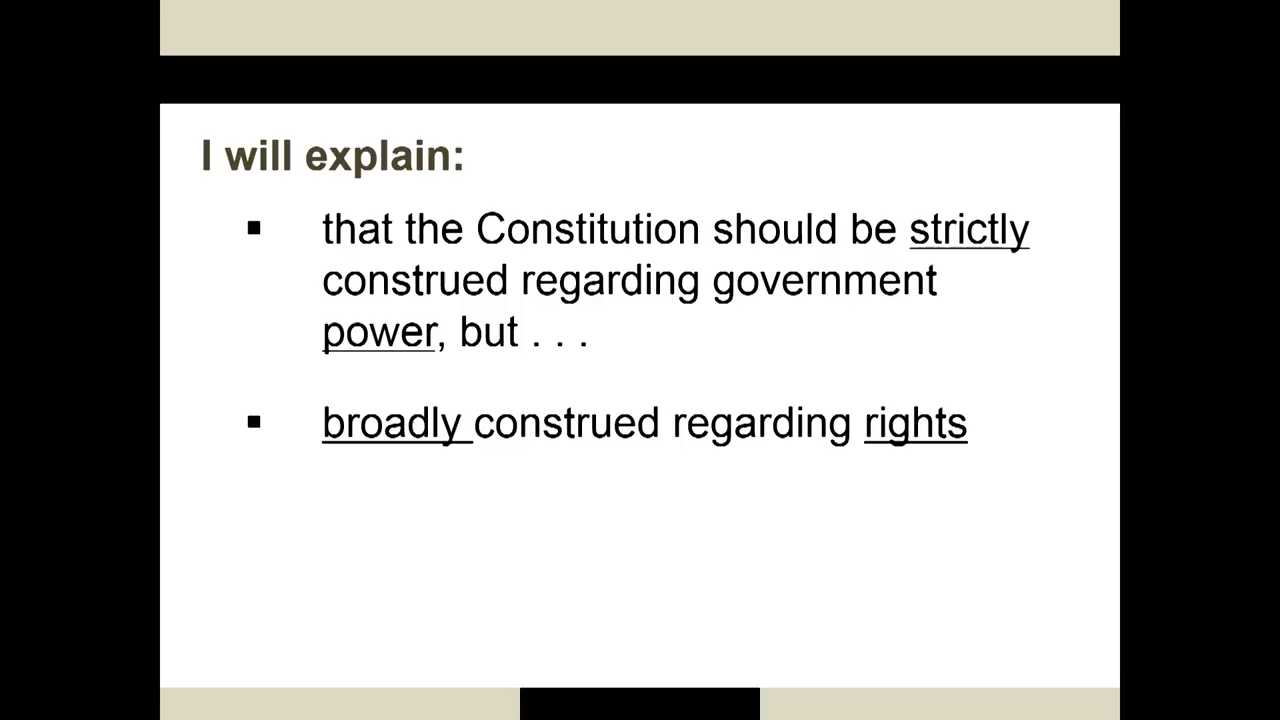 I will explain:
▪ that the Constitution should be strictly
construed regarding government
power, but . . .
▪ broadly construed regarding rights